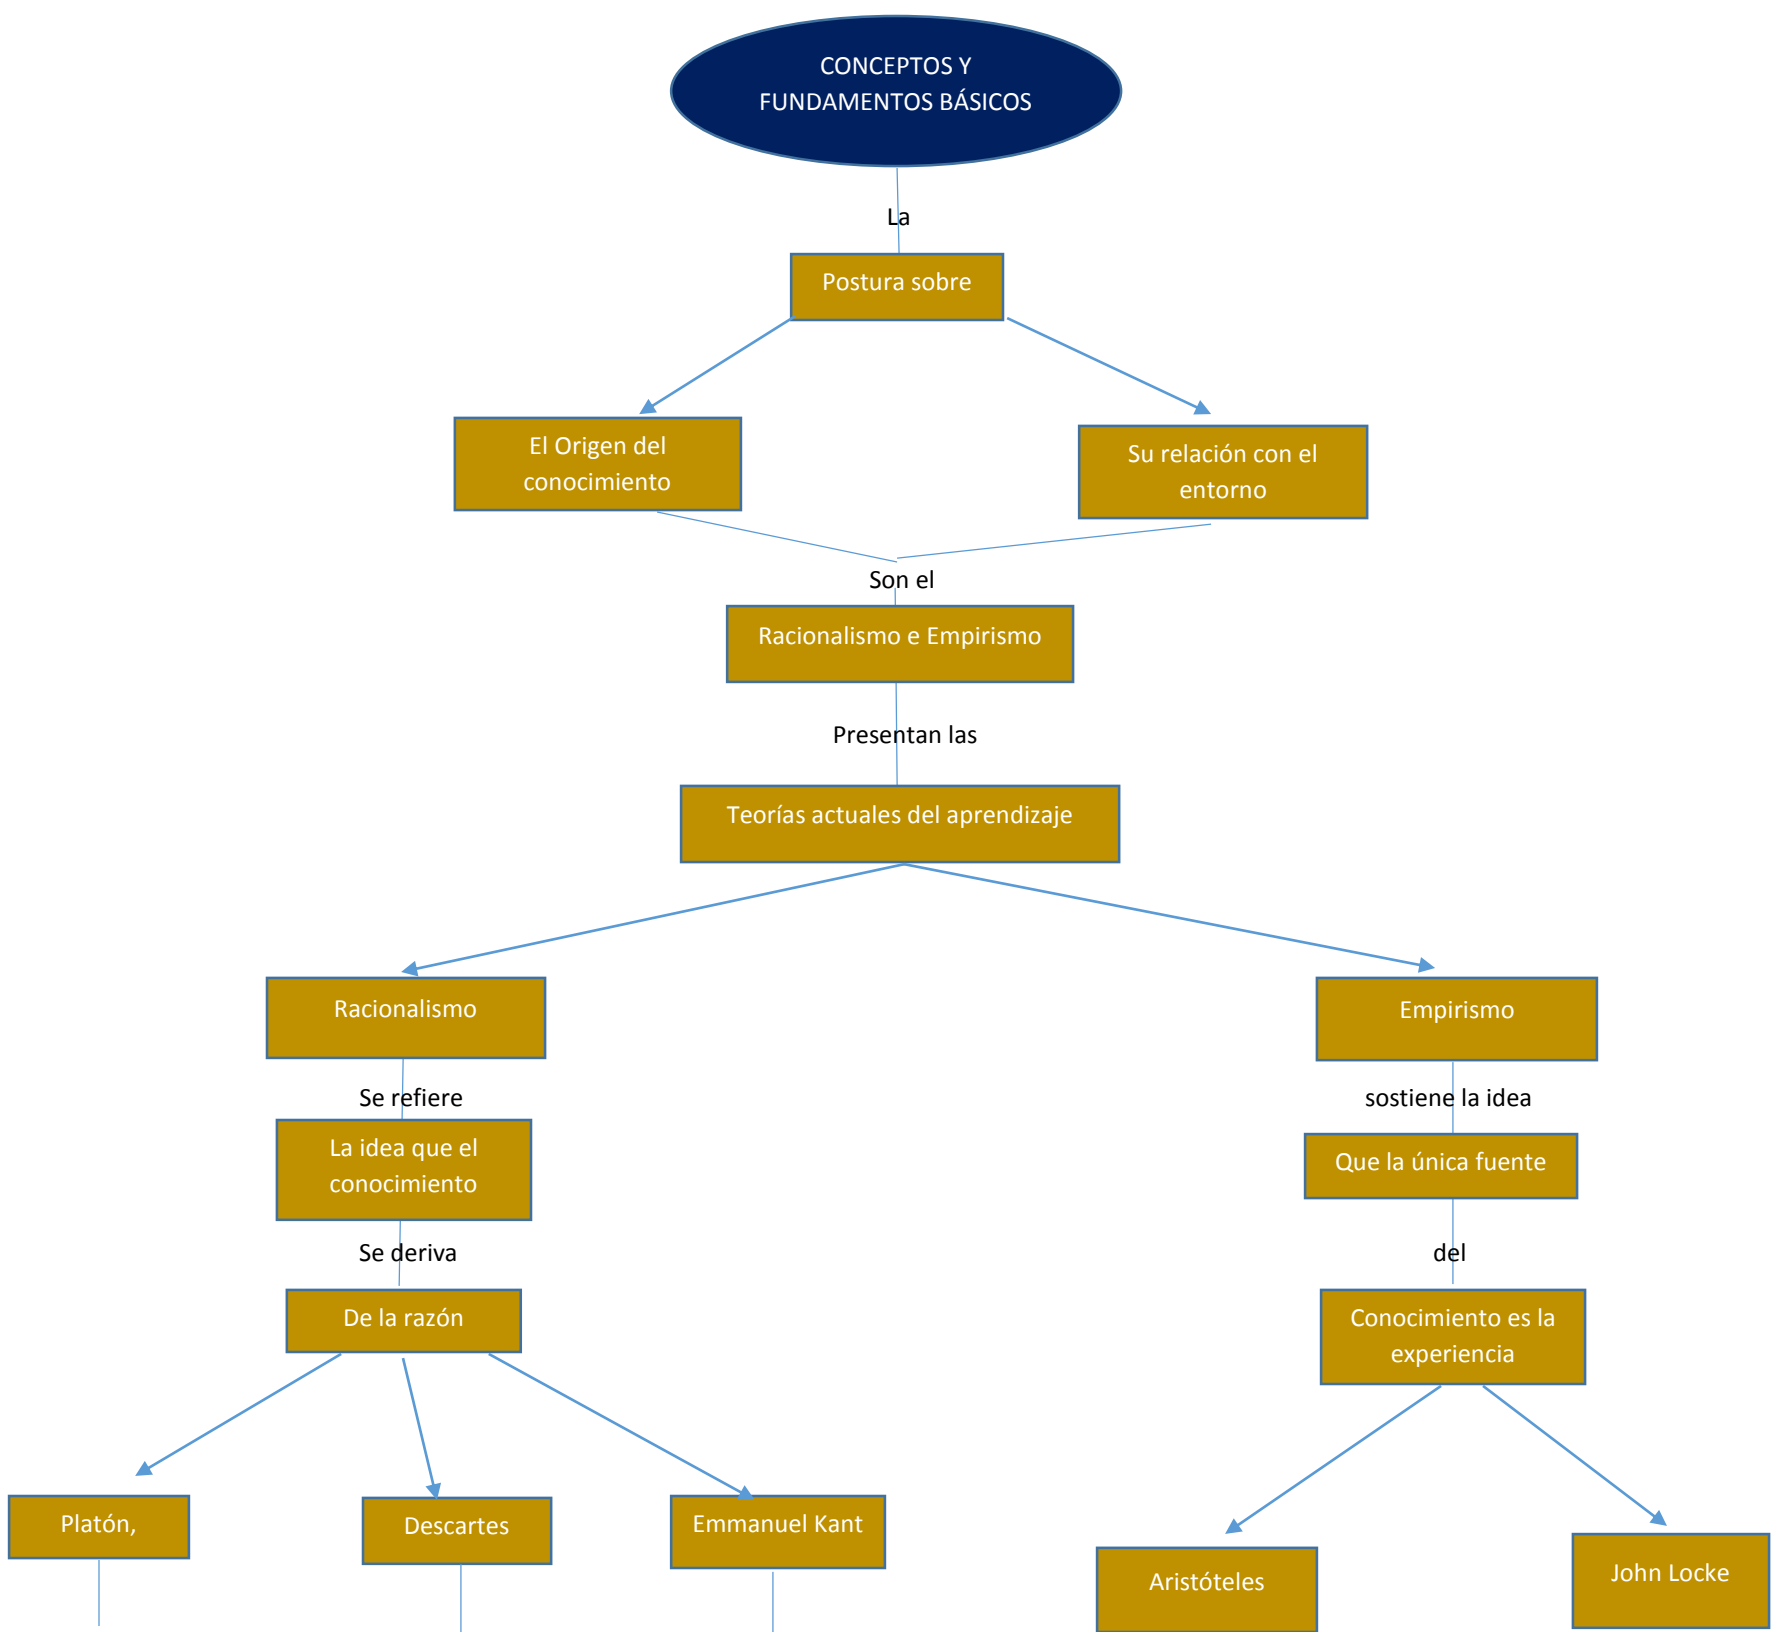 CONCEPTOS Y
FUNDAMENTOS BÁSICOS
La
Postura sobre
El Origen del
conocimiento
Su relación con el
entorno
Son el
Racionalismo e Empirismo
Presentan las
Teorías actuales del aprendizaje
Racionalismo
Empirismo
Se refiere
sostiene la idea
La idea que el
conocimiento
Que la única fuente
Se deriva
del
De la razón
Conocimiento es la
experiencia
Platón,
Descartes
Emmanuel Kant
Aristóteles
John Locke